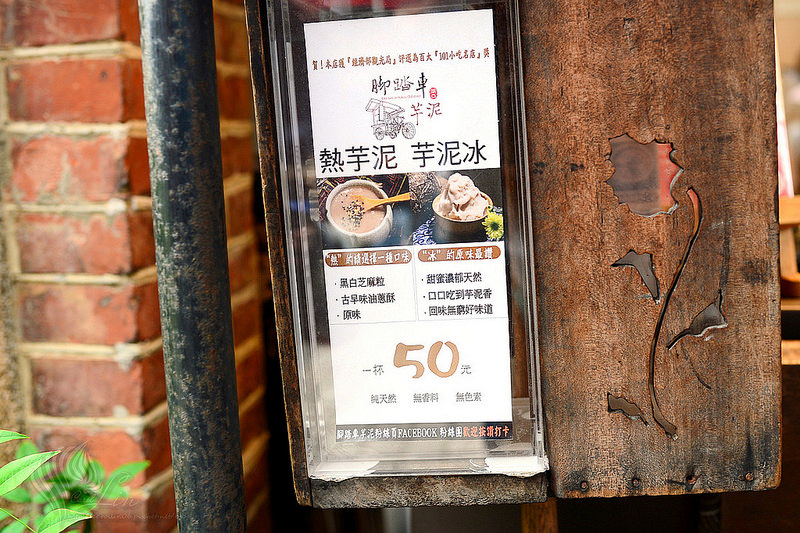 賀！本店獲『經濟部觀光局』評選為百大『101小吃名店』獎
腳踏車
芋泥
熱芋泥 芋泥冰
"熱"的請選擇一種口味
·黑白芝麻粒
·古早味油蔥酥
·原味
"冰"的原味最讚
·甜蜜濃郁天然
·口口吃到芋泥香
·回味無窮好味道
一杯 50 元
純天然 無香料 無色素
腳踏車芋泥粉絲頁FACEBOOK 粉絲團歡迎按讚打卡